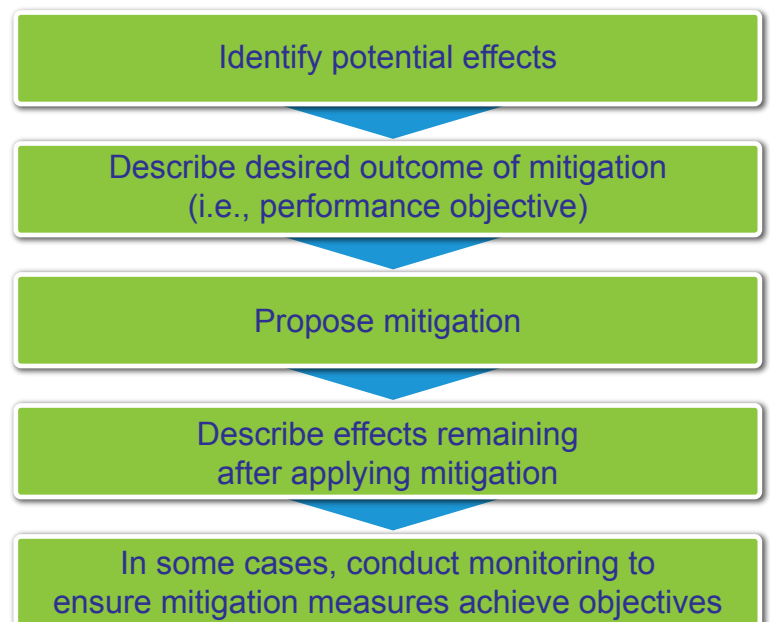 Identify potential effects
Describe desired outcome of mitigation
(i.e., performance objective)
Propose mitigation
Describe effects remaining
after applying mitigation
In some cases, conduct monitoring to
ensure mitigation measures achieve objectives